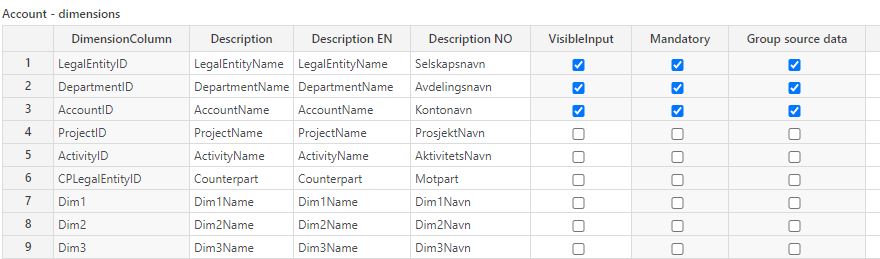 Account - dimensions
DimensionColumn Description Description EN Description NO VisibleInput Mandatory Group source data
1 LegalEntityID LegalEntityName LegalEntityName Selskapsnavn
2 DepartmentID DepartmentName DepartmentName Avdelingsnavn
3 AccountID AccountName AccountName Kontonavn
4 ProjectID ProjectName ProjectName ProsjektNavn
5 ActivityID ActivityName ActivityName AktivitetsNavn
6 CPLegalEntityID Counterpart Counterpart Motpart
7 Dim1 Dim1Name Dim1Name Dim1Navn
8 Dim2 Dim2Name Dim2Name Dim2Navn
9 Dim3 Dim3Name Dim3Name Dim3Navn